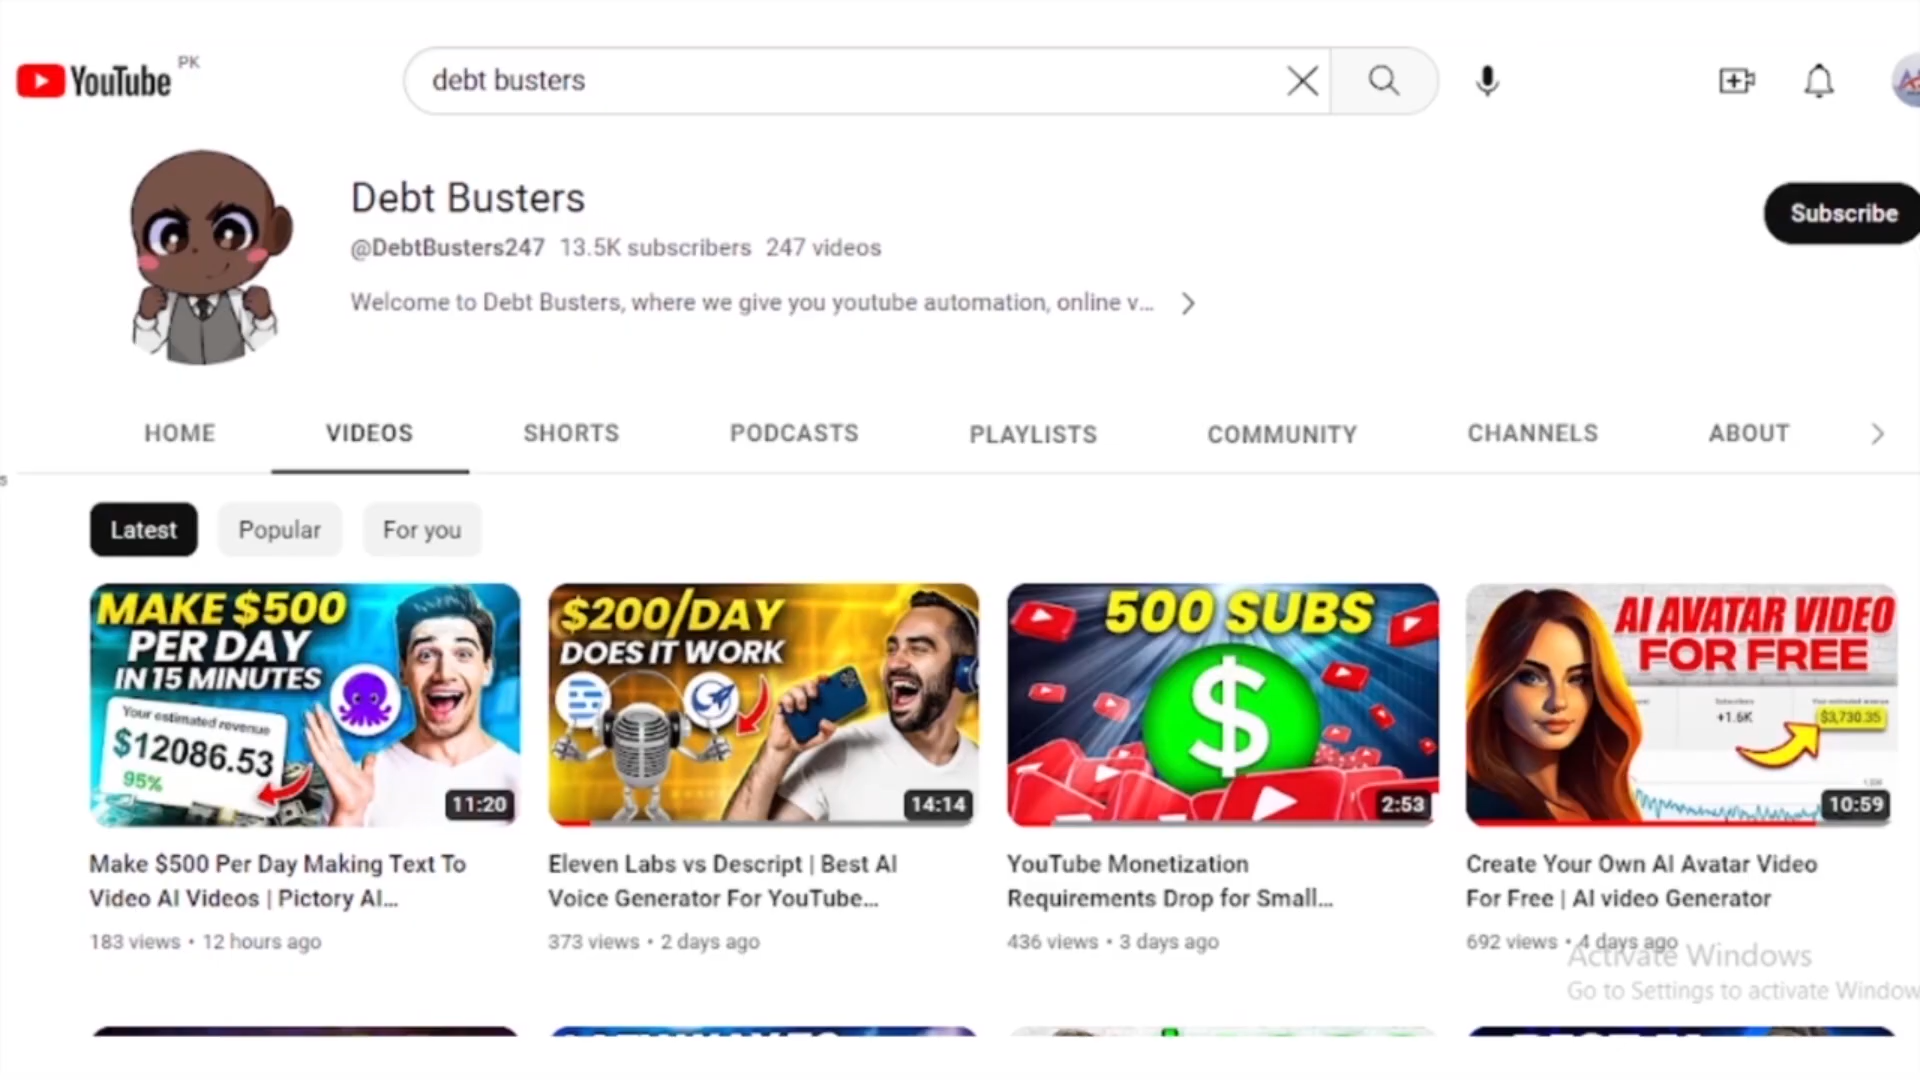 YouTube PK
debt busters
Debt Busters
@DebtBusters247 13.5K subscribers 247 videos
Subscribe
Welcome to Debt Busters, where we give you youtube automation, online v...
HOME VIDEOS SHORTS PODCASTS PLAYLISTS COMMUNITY CHANNELS ABOUT
Latest Popular For you
MAKE $500
PER DAY
IN 15 MINUTES
Your estimated revenue
$12086.53
95%
11:20
$200/DAY
DOES IT WORK
14:14
500 SUBS
$
2:53
AI AVATAR VIDEO
FOR FREE
Subscribers
+1.6K
Your estimated revenue
$3,730.35
10:59
Make $500 Per Day Making Text To
Video AI Videos | Pictory AI...
183 views • 12 hours ago
Eleven Labs vs Descript | Best AI
Voice Generator For YouTube...
373 views • 2 days ago
YouTube Monetization
Requirements Drop for Small...
436 views • 3 days ago
Create Your Own AI Avatar Video
For Free | AI video Generator
692 views • 4 days ago
Activate Windows
Go to Settings to activate Window